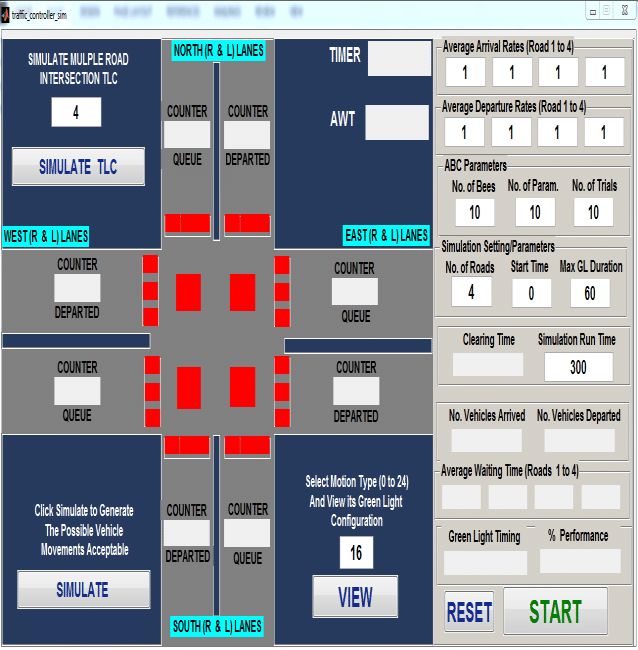 traffic_controller_sim
SIMULATE MULPLE ROAD
INTERSECTION TLC
4
SIMULATE TLC
NORTH (R & L) LANES
COUNTER
QUEUE
COUNTER
DEPARTED
TIMER
AWT
WEST (R & L) LANES
EAST (R & L) LANES
COUNTER
DEPARTED
COUNTER
QUEUE
COUNTER
QUEUE
COUNTER
DEPARTED
Click Simulate to Generate
The Possible Vehicle
Movements Acceptable
SIMULATE
COUNTER
DEPARTED
COUNTER
QUEUE
SOUTH (R & L) LANES
Select Motion Type (0 to 24)
And View its Green Light
Configuration
16
VIEW
Average Arrival Rates (Road 1 to 4)
1 1 1 1
Average Departure Rates (Road 1 to 4)
1 1 1 1
ABC Parameters
No. of Bees No. of Param. No. of Trials
10 10 10
Simulation Setting/Parameters
No. of Roads Start Time Max GL Duration
4 0 60
Clearing Time Simulation Run Time
300
No. Vehicles Arrived No. Vehicles Departed
Average Waiting Time (Roads 1 to 4)
Green Light Timing % Performance
RESET START